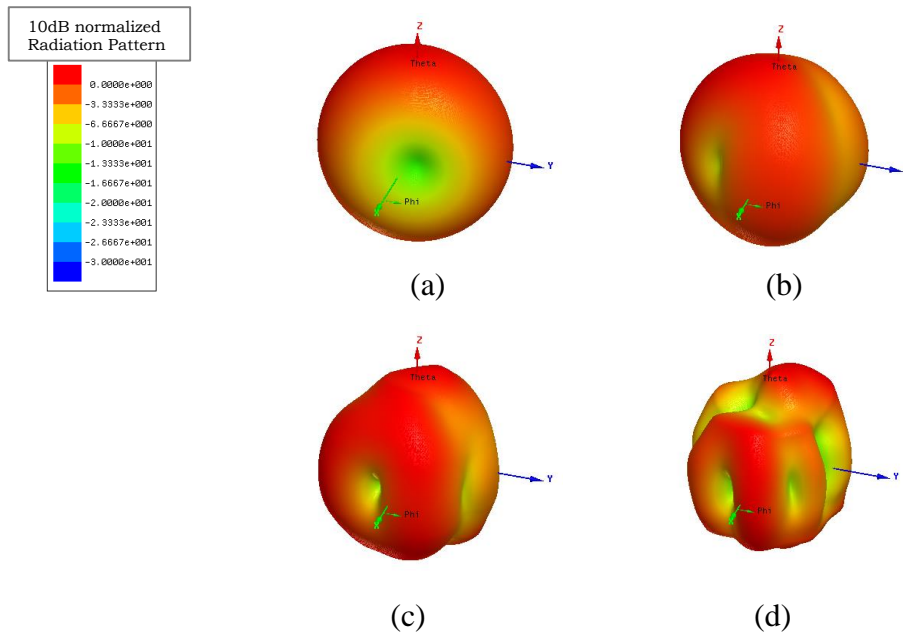 10dB normalized
Radiation Pattern
0.0000e+000
-3.3333e+000
-6.6667e+000
-1.0000e+001
-1.3333e+001
-1.6667e+001
-2.0000e+001
-2.3333e+001
-2.6667e+001
-3.0000e+001
Z
Theta
Y
X
Phi
(a)
Z
Theta
X
Phi
(b)
Z
Theta
Y
X
Phi
(c)
Z
Theta
Y
X
Phi
(d)